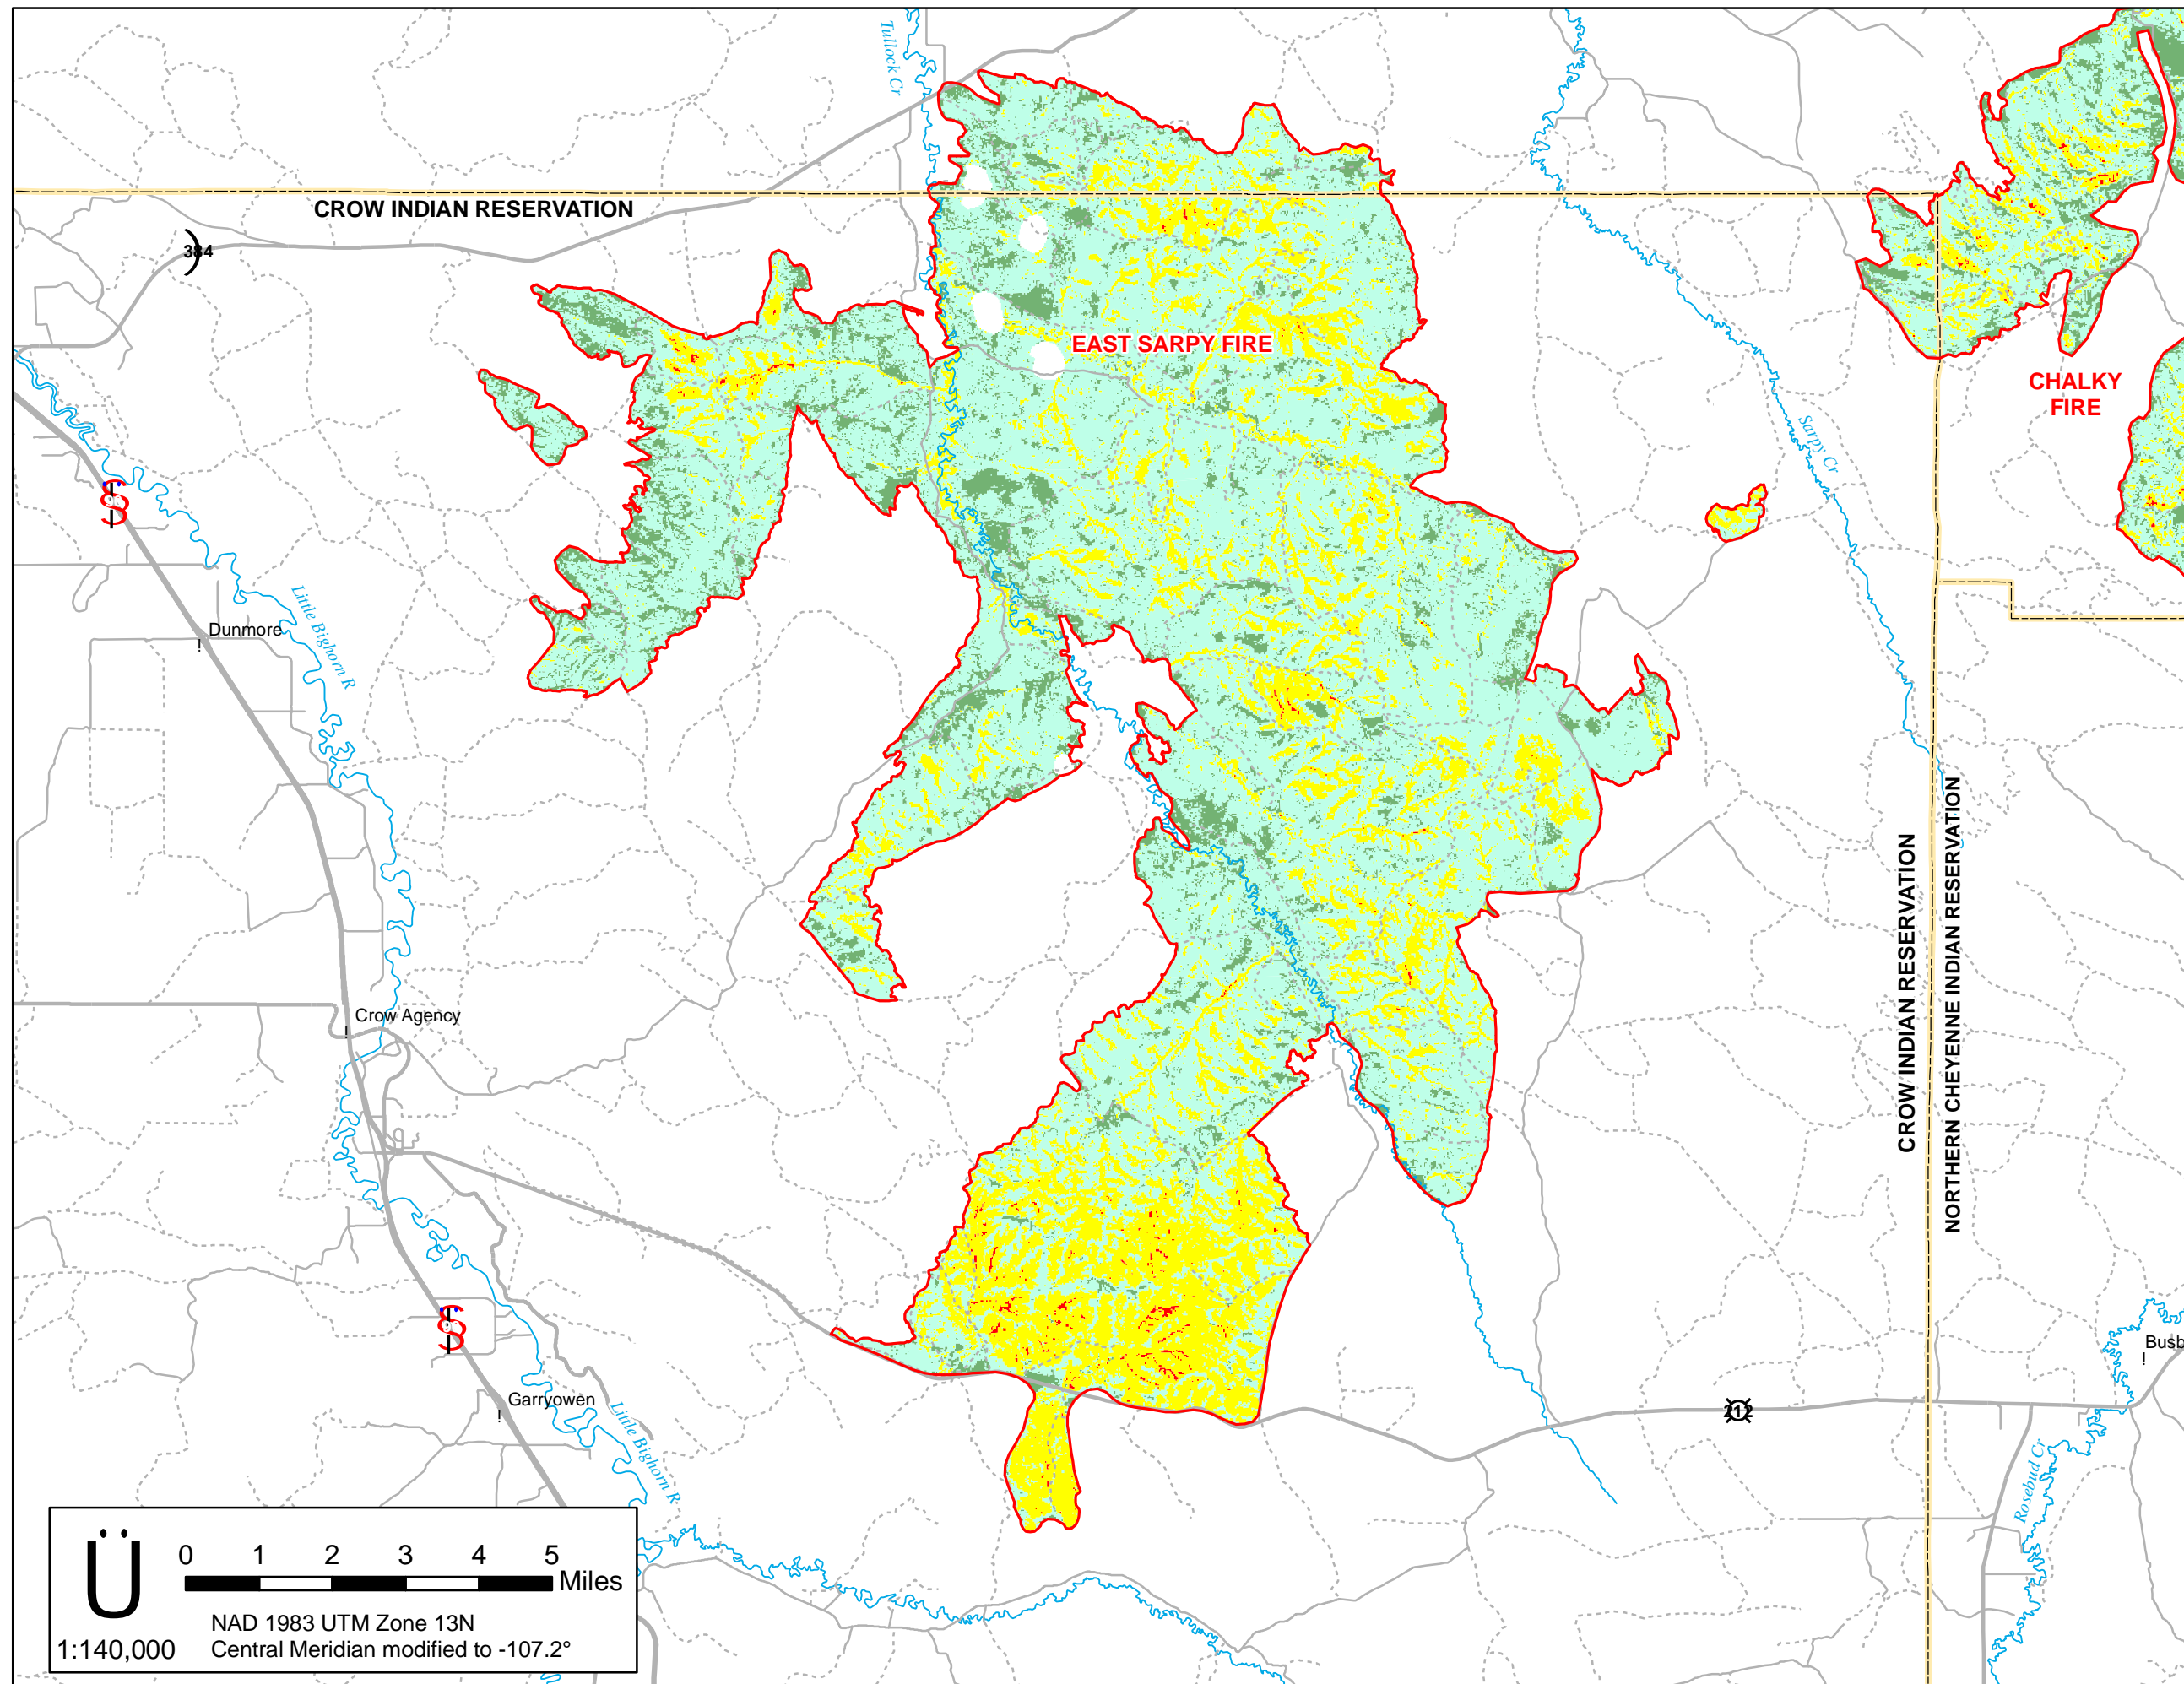 Tullock Cr
CROW INDIAN RESERVATION
384
EAST SARPY FIRE
CHALKY
FIRE
Sarpy Cr
Little Bighorn R
Dunmore
!
CROW INDIAN RESERVATION
NORTHERN CHEYENNE INDIAN RESERVATION
Crow Agency
!
Garryowen
!
Little Bighorn R
212
Busb
!
Rosebud Cr
Ü
0 1 2 3 4 5
Miles
NAD 1983 UTM Zone 13N
1:140,000
Central Meridian modified to -107.2°